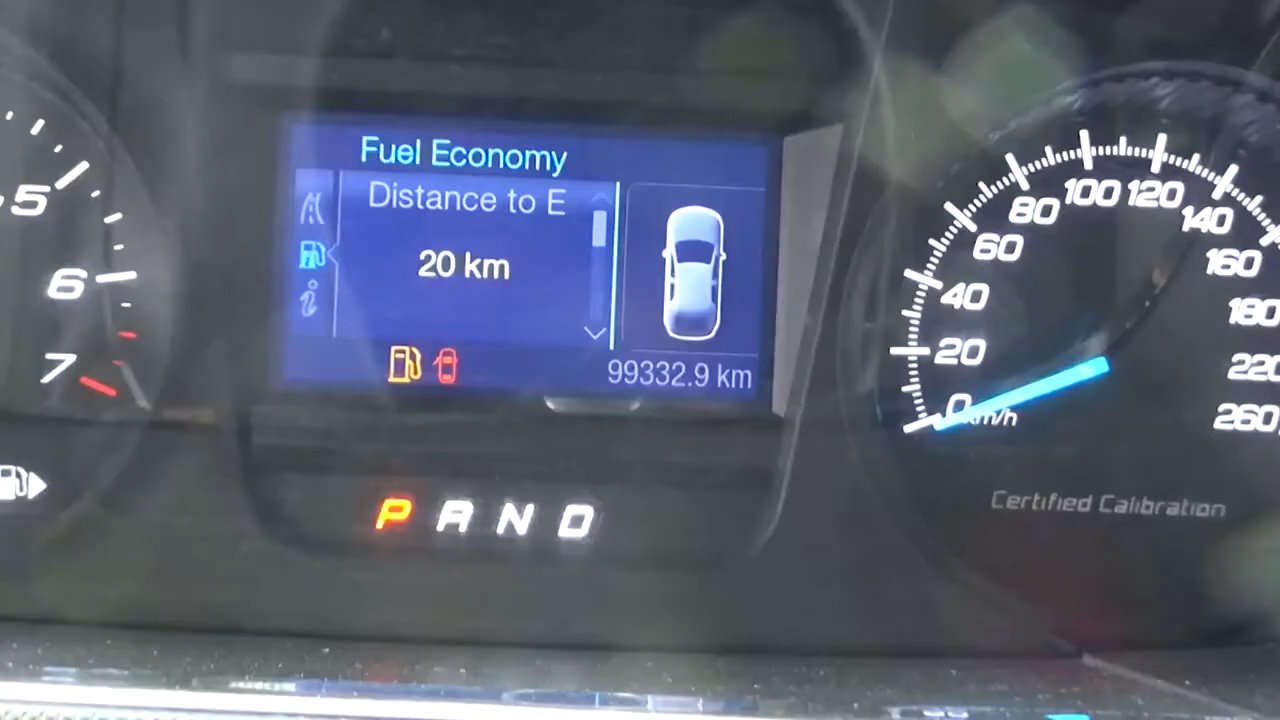 Fuel Economy
Distance to E
20 km
99332.9 km
P R N D
5
6
7
0
20
40
60
80
100
120
140
160
180
220
260
km/h
Certified Calibration